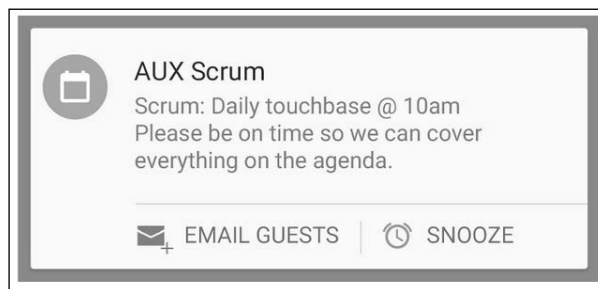 AUX Scrum
Scrum: Daily touchbase @ 10am
Please be on time so we can cover
everything on the agenda.
EMAIL GUESTS
SNOOZE